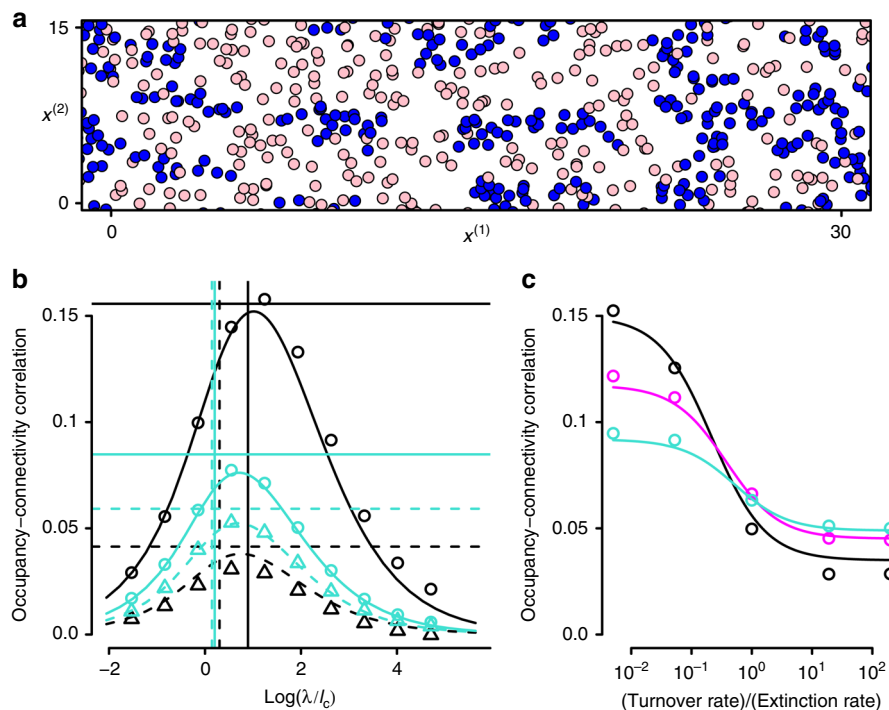 a
15
x(2)
0
0
x(1)
30
b
Occupancy–connectivity correlation
0.15
0.1
0.05
0.0
−2
0
2
4
Log(λ/lc)
c
Occupancy–connectivity correlation
0.15
0.1
0.05
0.0
10−2
10−1
100
101
102
(Turnover rate)/(Extinction rate)